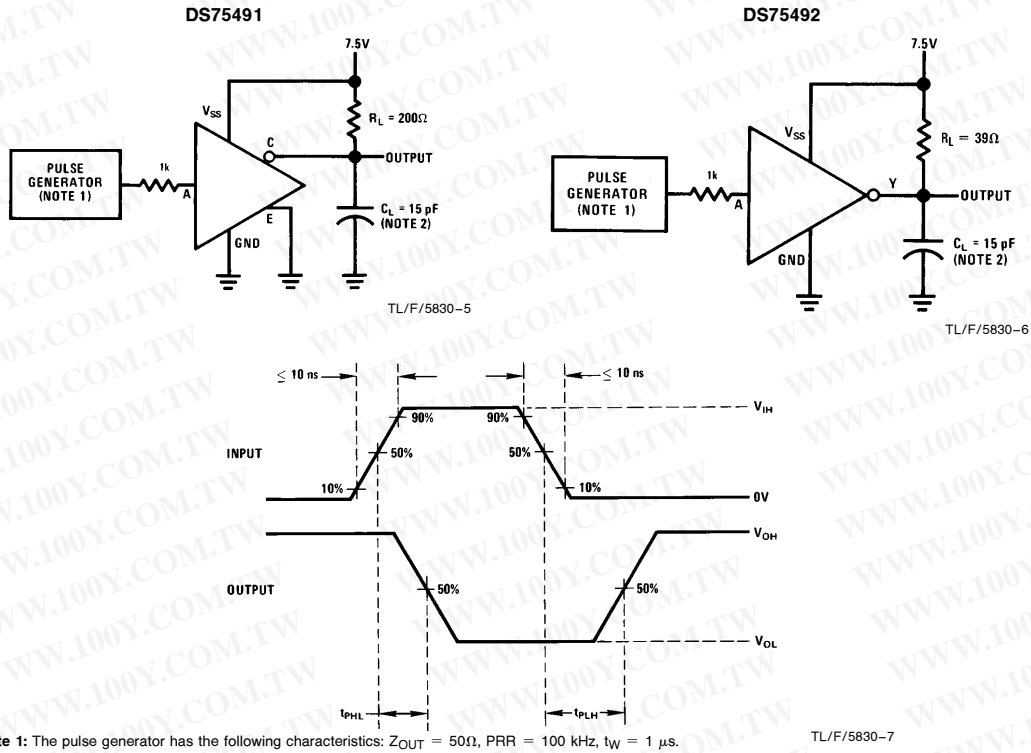 DS75491
7.5V
VSS
RL = 200Ω
C
OUTPUT
PULSE
GENERATOR
(NOTE 1)
1k
A
E
CL = 15 pF
(NOTE 2)
GND
TL/F/5830–5
DS75492
7.5V
VSS
RL = 39Ω
PULSE
GENERATOR
(NOTE 1)
1k
A
Y
OUTPUT
GND
CL = 15 pF
(NOTE 2)
TL/F/5830–6
≤ 10 ns
≤ 10 ns
VIH
90%
90%
INPUT
50%
50%
10%
10%
0V
VOH
OUTPUT
50%
50%
VOL
tPHL
tPLH
te 1: The pulse generator has the following characteristics: ZOUT = 50Ω, PRR = 100 kHz, tW = 1 µs.
TL/F/5830–7
WWW.100Y.COM.TW